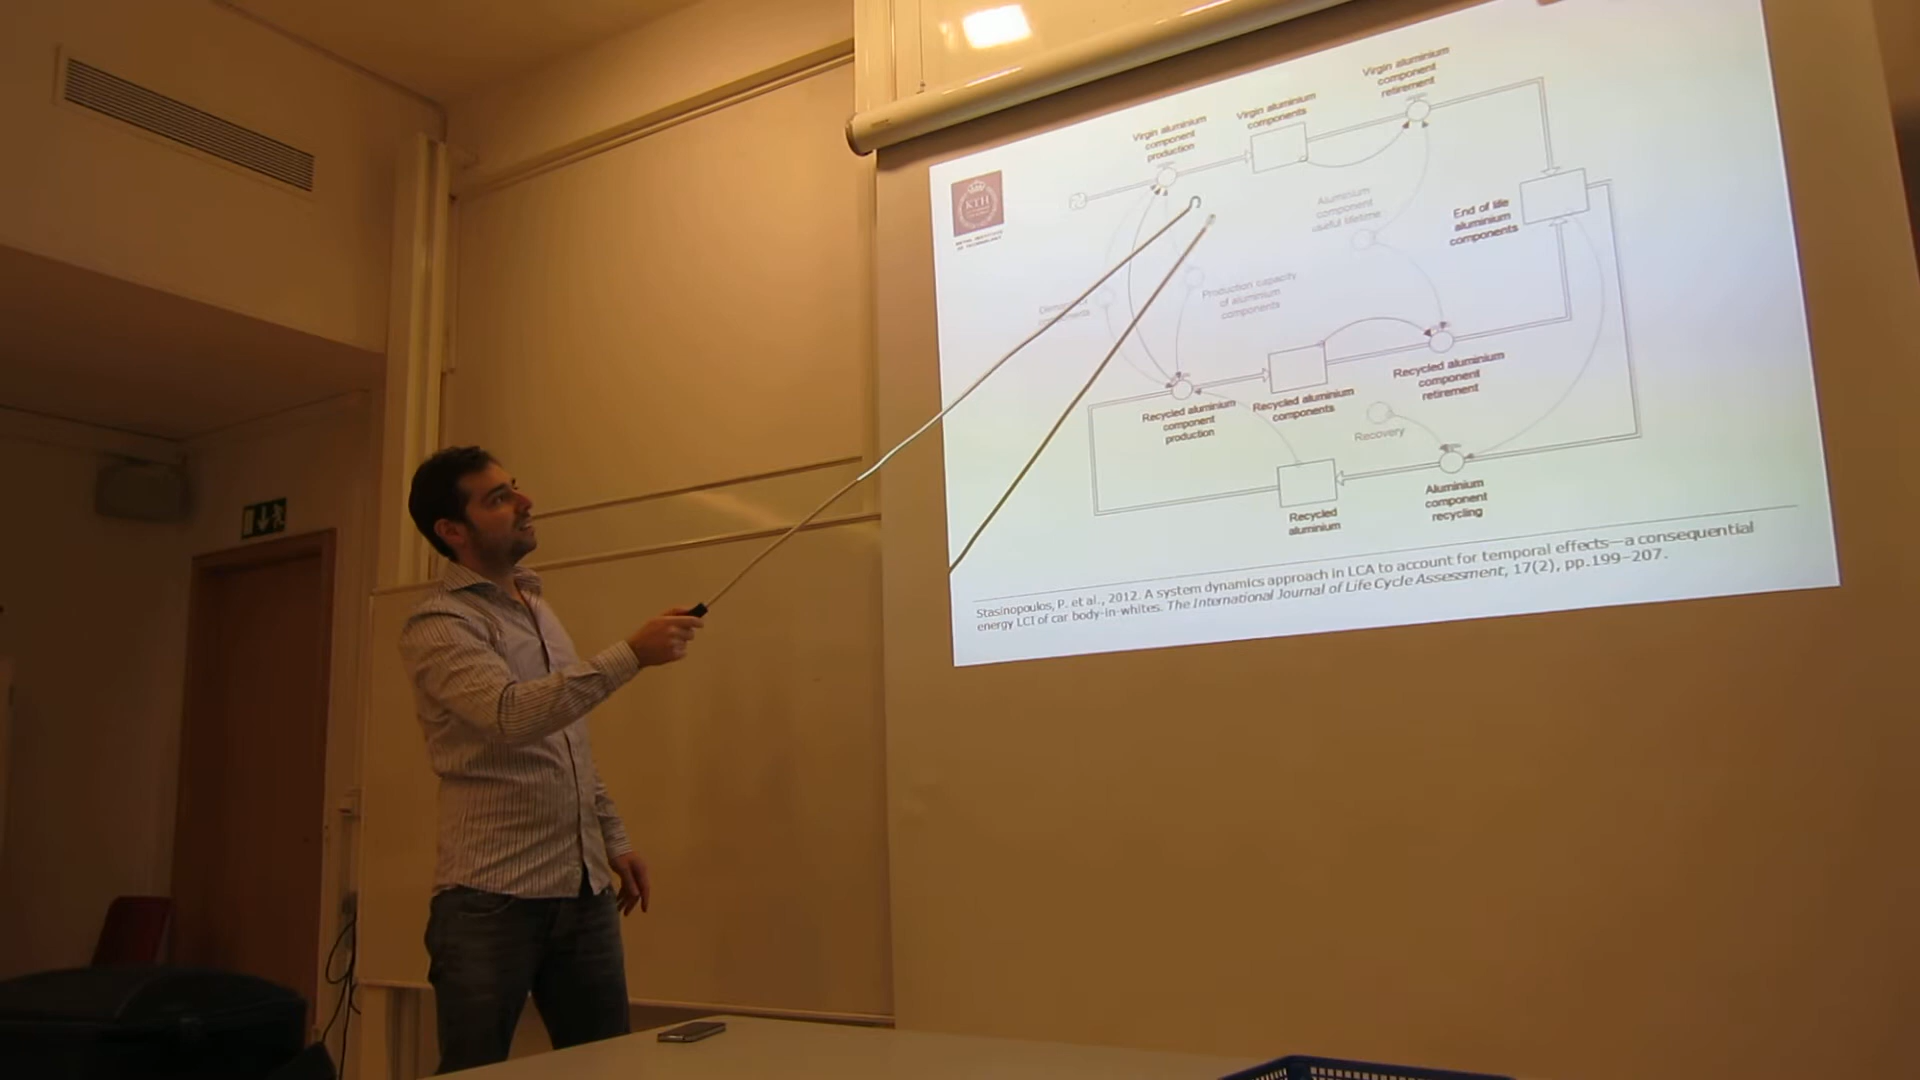 Virgin aluminium
component
retirement
Virgin aluminium
components
Virgin aluminium
component
production
KTH
ROYAL INSTITUTE
OF TECHNOLOGY
Aluminium
component
useful lifetime
End of life
aluminium
components
Production capacity
of aluminium
components
Recycled aluminium
component
retirement
Recycled aluminium
components
Recycled aluminium
component
production
Recovery
Aluminium
component
recycling
Recycled
aluminium
Stasinopoulos, P. et al., 2012. A system dynamics approach in LCA to account for temporal effects—a consequential
energy LCI of car body-in-whites. The International Journal of Life Cycle Assessment, 17(2), pp.199–207.